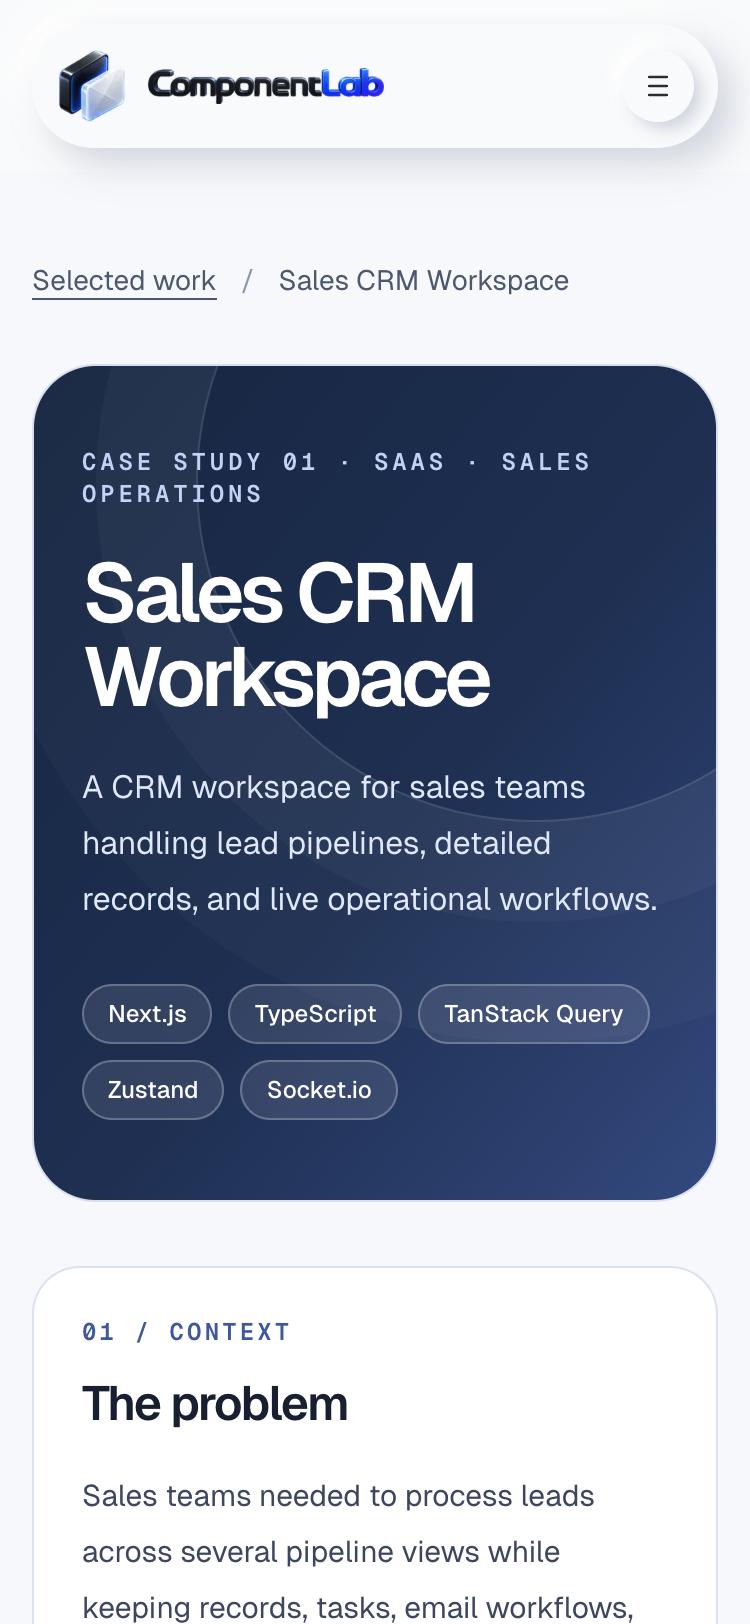 ComponentLab
Selected work / Sales CRM Workspace
CASE STUDY 01 · SAAS · SALES
OPERATIONS
Sales CRM
Workspace
A CRM workspace for sales teams
handling lead pipelines, detailed
records, and live operational workflows.
Next.js TypeScript TanStack Query
Zustand Socket.io
01 / CONTEXT
The problem
Sales teams needed to process leads
across several pipeline views while
keeping records, tasks, email workflows,